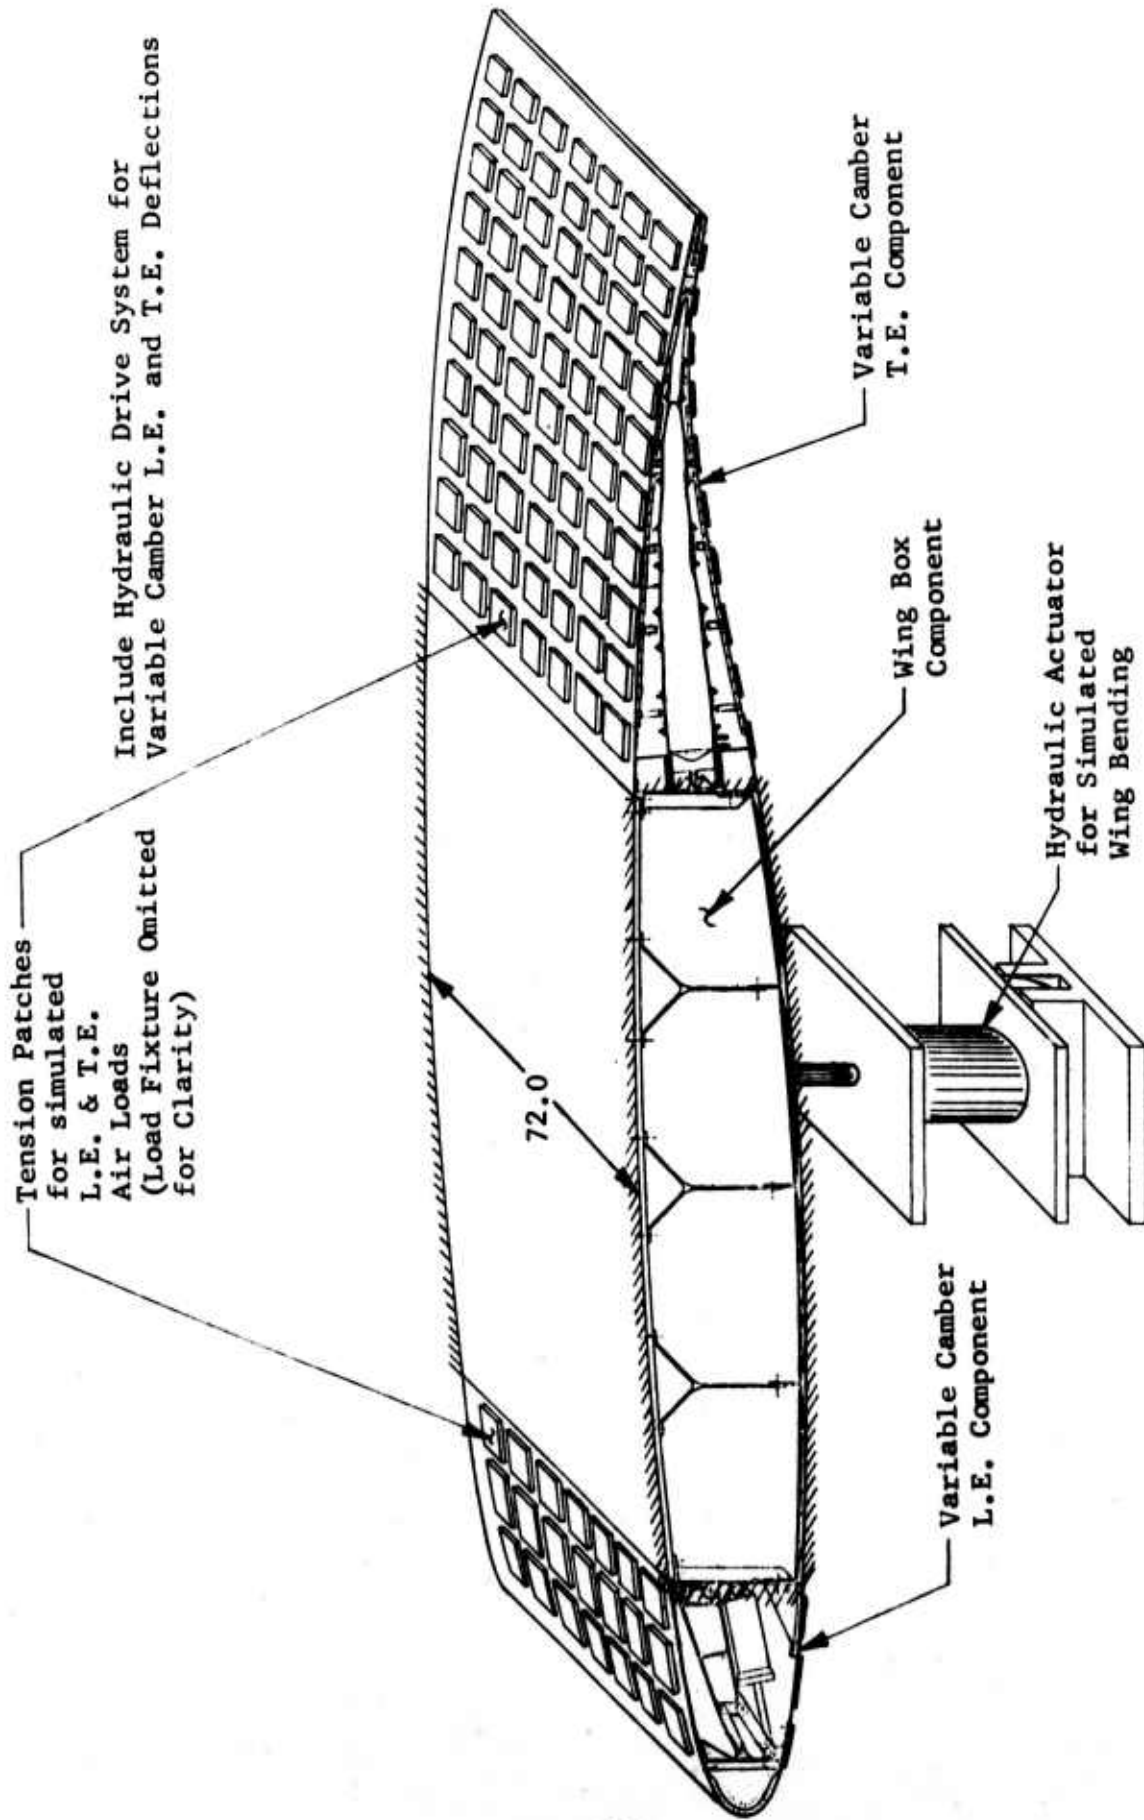 Tension Patches
for simulated
L.E. & T.E.
Air Loads
(Load Fixture Omitted
for Clarity)
Include Hydraulic Drive System for
Variable Camber L.E. and T.E. Deflections
72.0
Variable Camber
T.E. Component
Wing Box
Component
Hydraulic Actuator
for Simulated
Wing Bending
Variable Camber
L.E. Component